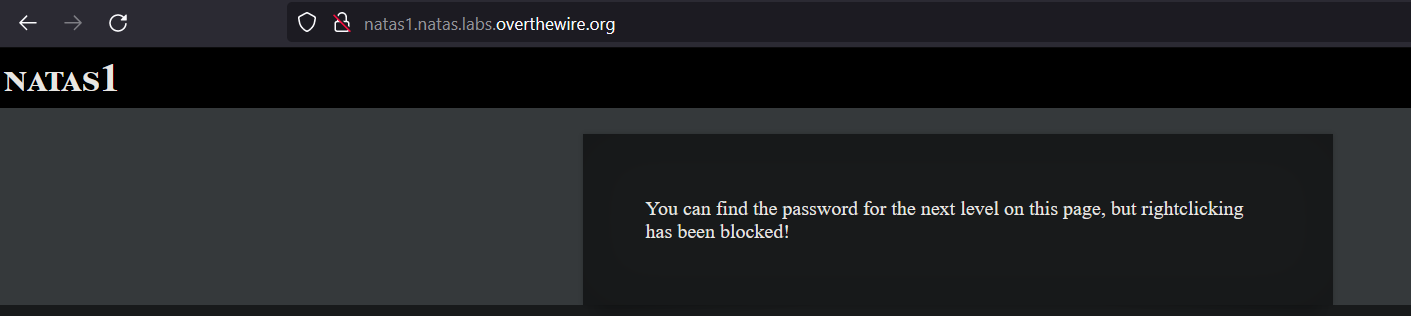 natas1.natas.labs.overthewire.org
NATAS1
You can find the password for the next level on this page, but rightclicking
has been blocked!